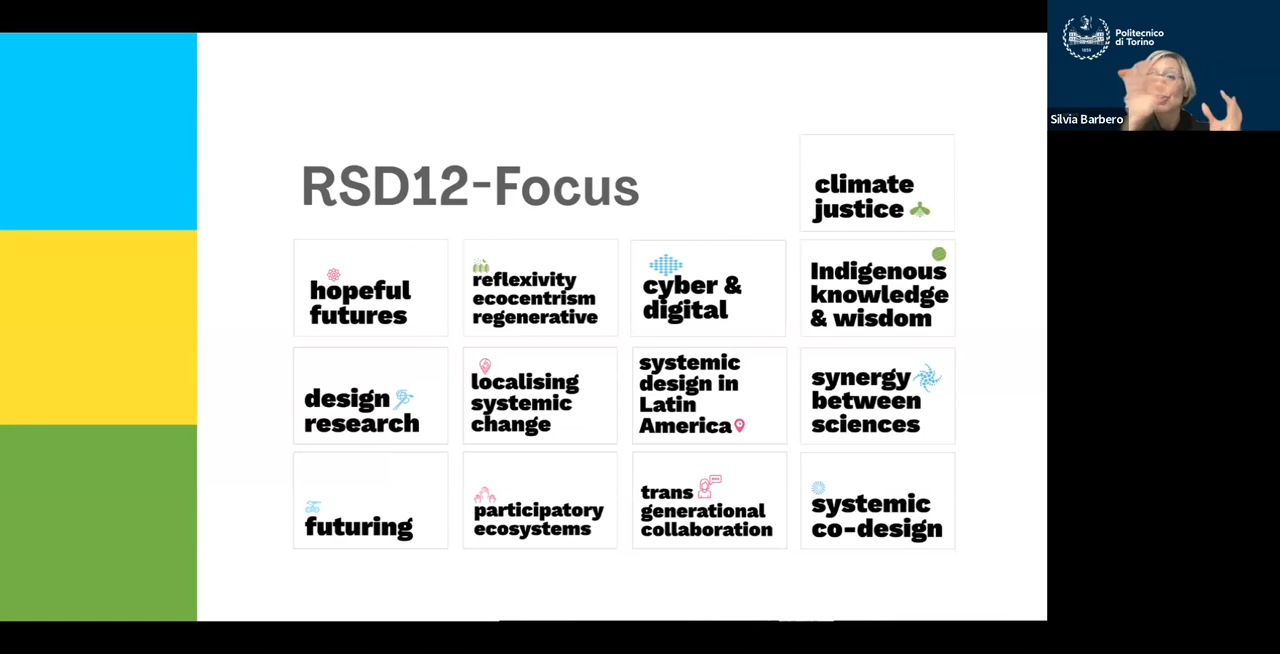 RSD12-Focus
climate
justice
hopeful
futures
reflexivity
ecocentrism
regenerative
cyber &
digital
Indigenous
knowledge
& wisdom
design
research
localising
systemic
change
systemic
design in
Latin
America
synergy
between
sciences
futuring
participatory
ecosystems
trans
generational
collaboration
systemic
co-design
Politecnico
di Torino
1859
Silvia Barbero